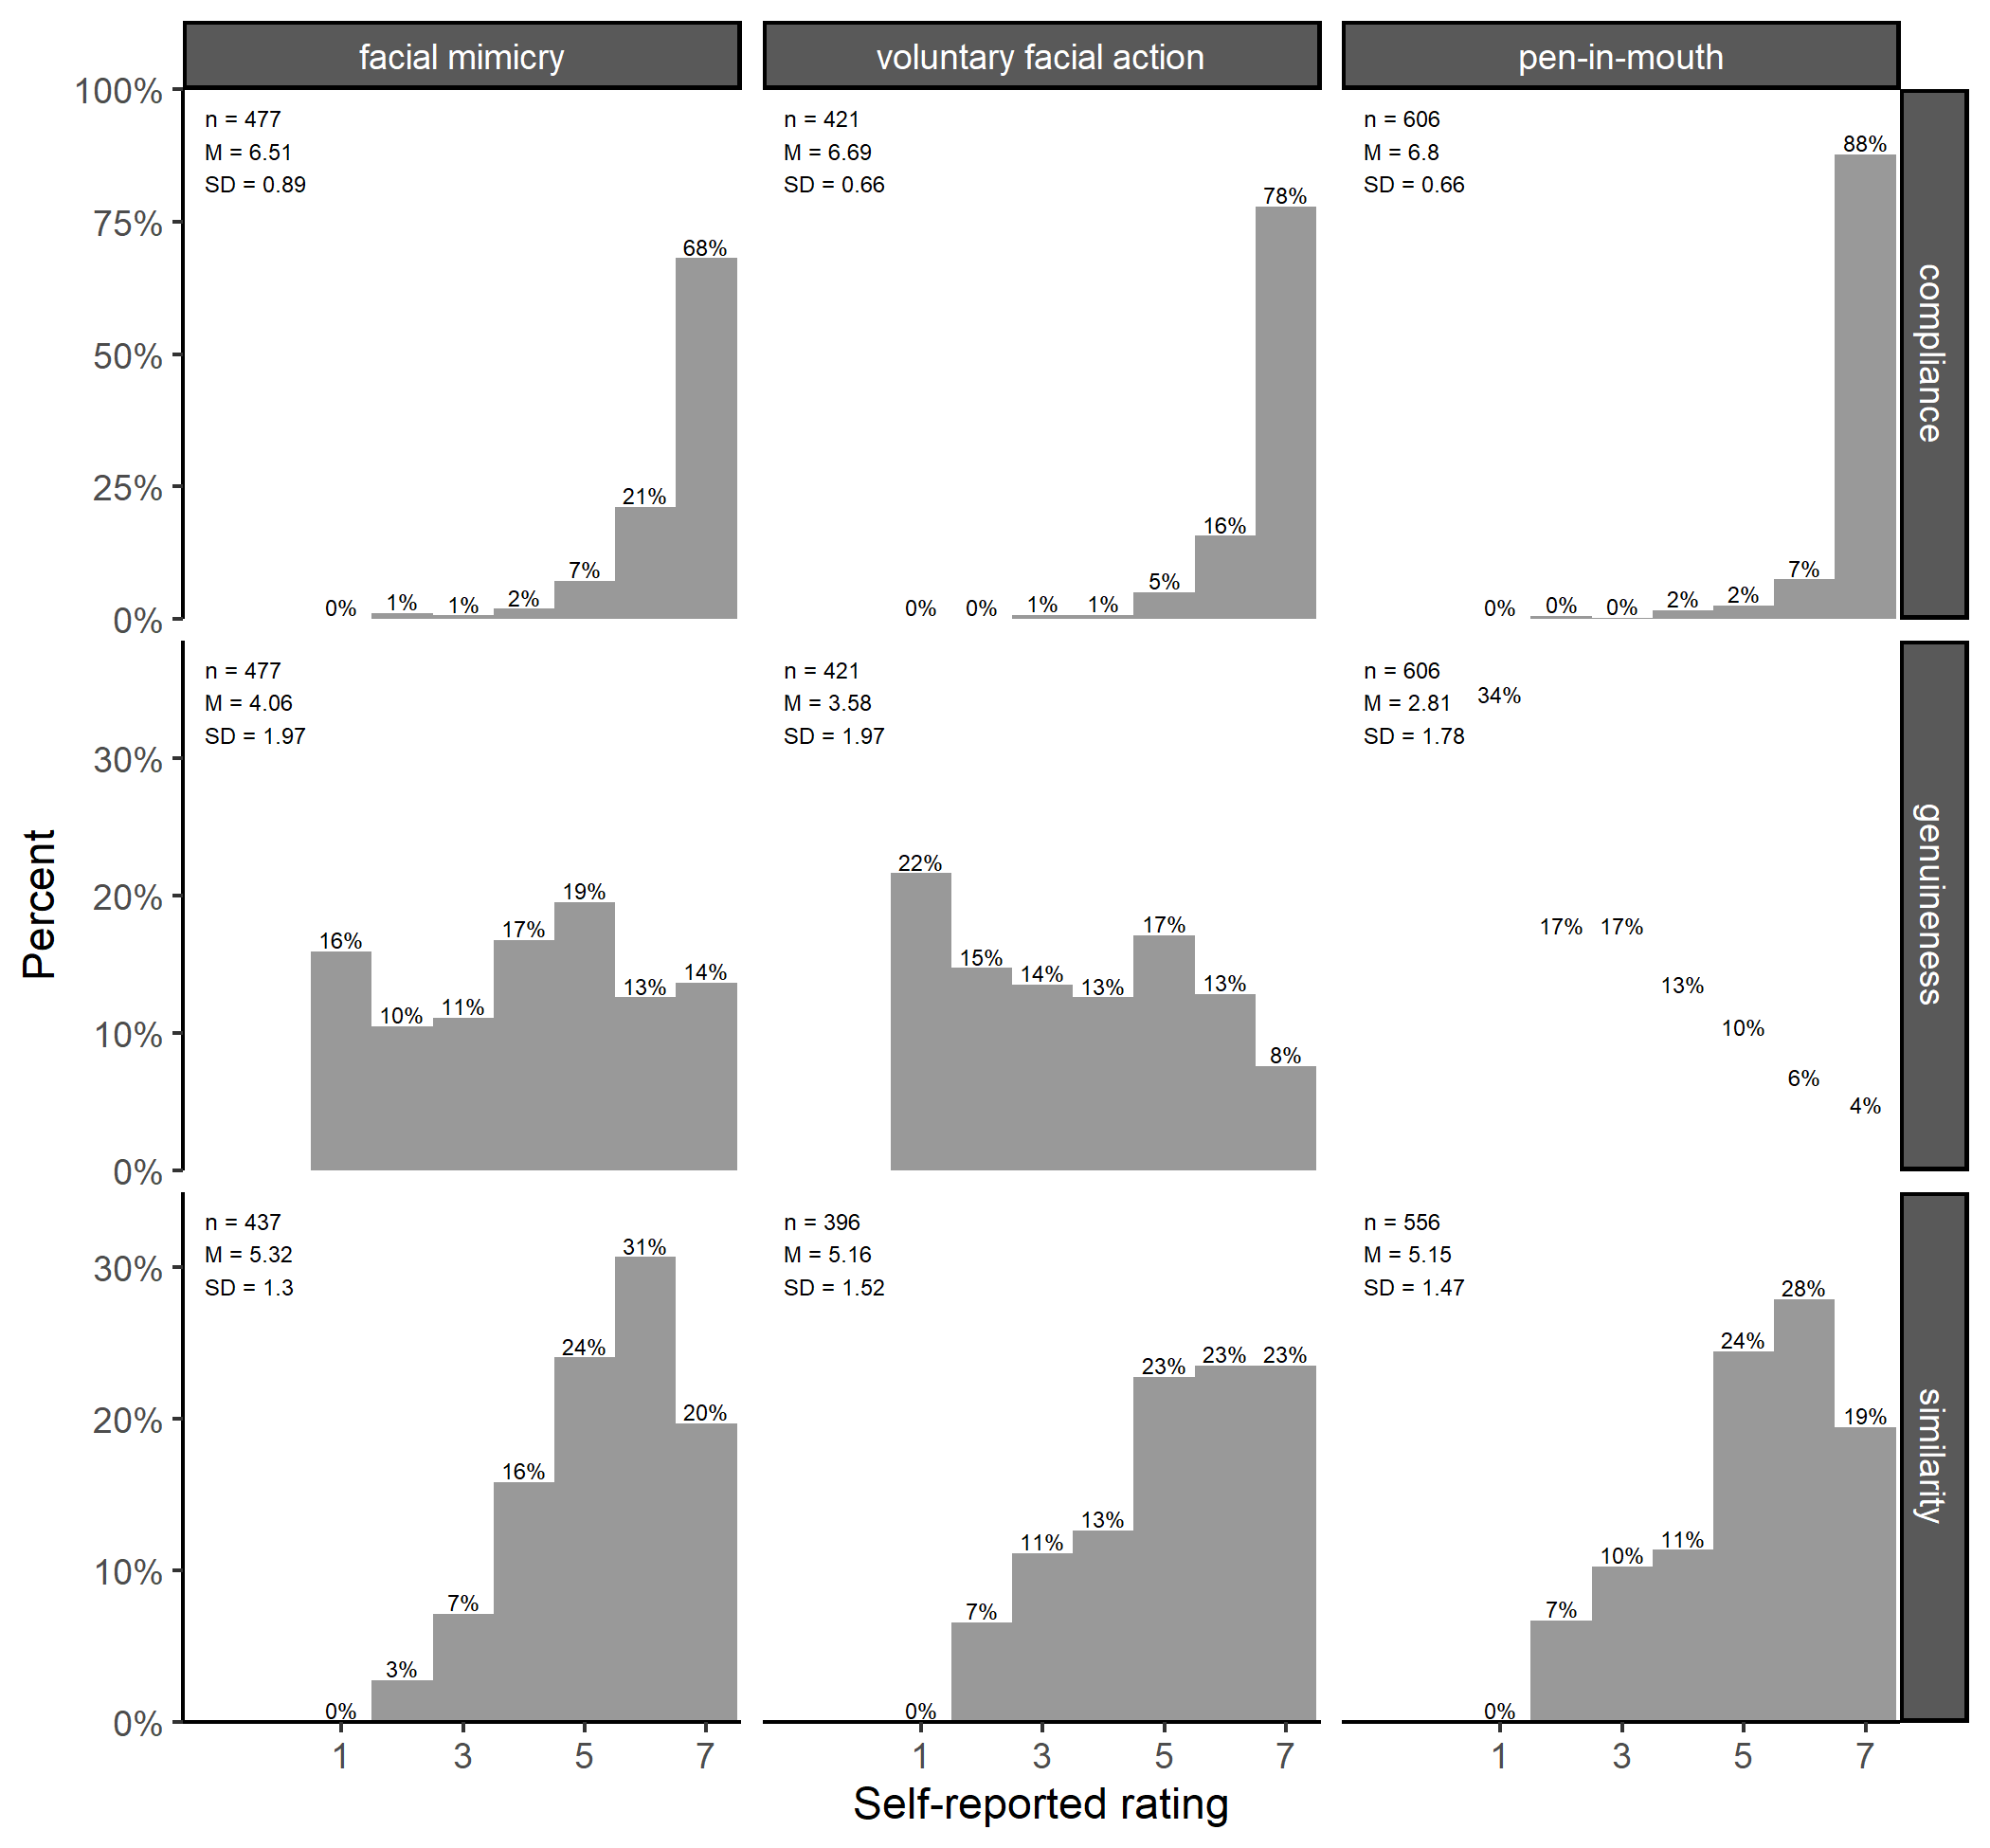 facial mimicry
voluntary facial action
pen-in-mouth
100%
75%
50%
25%
0%
n = 477
M = 6.51
SD = 0.89
0%
1%
1%
2%
7%
21%
68%
n = 421
M = 6.69
SD = 0.66
0%
0%
1%
1%
5%
16%
78%
n = 606
M = 6.8
SD = 0.66
0%
0%
0%
2%
2%
7%
88%
compliance
Percent
30%
20%
10%
0%
n = 477
M = 4.06
SD = 1.97
16%
10%
11%
17%
19%
13%
14%
n = 421
M = 3.58
SD = 1.97
22%
15%
14%
13%
17%
13%
8%
n = 606
M = 2.81
SD = 1.78
34%
17%
17%
13%
10%
6%
4%
genuineness
30%
20%
10%
0%
n = 437
M = 5.32
SD = 1.3
0%
3%
7%
16%
24%
31%
20%
n = 396
M = 5.16
SD = 1.52
0%
7%
11%
13%
23%
23%
23%
n = 556
M = 5.15
SD = 1.47
0%
7%
10%
11%
24%
28%
19%
similarity
1 3 5 7
1 3 5 7
1 3 5 7
Self-reported rating